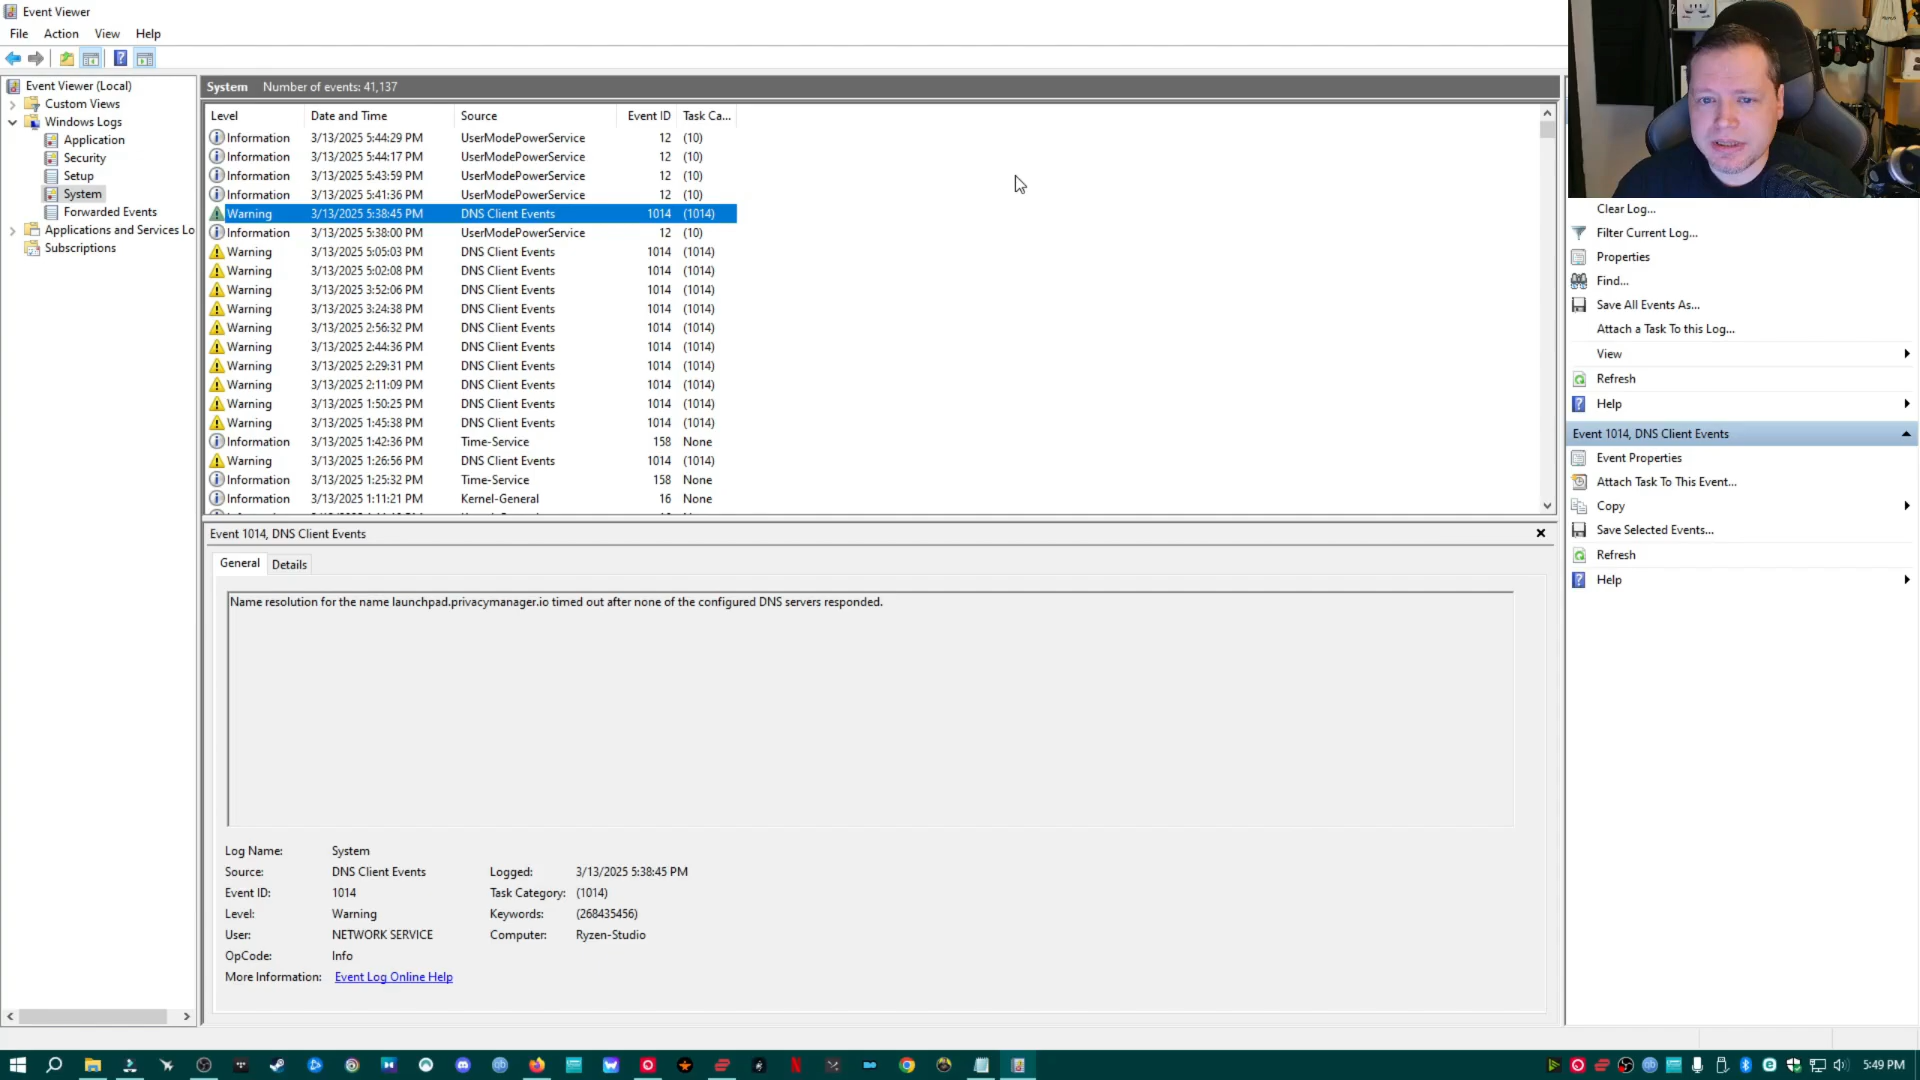 Event Viewer
File Action View Help
Event Viewer (Local)
Custom Views
Windows Logs
Application
Security
Setup
System
Forwarded Events
Applications and Services Lo
Subscriptions
System Number of events: 41,137
Level Date and Time Source Event ID Task Ca...
Information 3/13/2025 5:44:29 PM UserModePowerService 12 (10)
Information 3/13/2025 5:44:17 PM UserModePowerService 12 (10)
Information 3/13/2025 5:43:59 PM UserModePowerService 12 (10)
Information 3/13/2025 5:41:36 PM UserModePowerService 12 (10)
Warning 3/13/2025 5:38:45 PM DNS Client Events 1014 (1014)
Information 3/13/2025 5:38:00 PM UserModePowerService 12 (10)
Warning 3/13/2025 5:05:03 PM DNS Client Events 1014 (1014)
Warning 3/13/2025 5:02:08 PM DNS Client Events 1014 (1014)
Warning 3/13/2025 3:52:06 PM DNS Client Events 1014 (1014)
Warning 3/13/2025 3:24:38 PM DNS Client Events 1014 (1014)
Warning 3/13/2025 2:56:32 PM DNS Client Events 1014 (1014)
Warning 3/13/2025 2:44:36 PM DNS Client Events 1014 (1014)
Warning 3/13/2025 2:29:31 PM DNS Client Events 1014 (1014)
Warning 3/13/2025 2:11:09 PM DNS Client Events 1014 (1014)
Warning 3/13/2025 1:50:25 PM DNS Client Events 1014 (1014)
Warning 3/13/2025 1:45:38 PM DNS Client Events 1014 (1014)
Information 3/13/2025 1:42:36 PM Time-Service 158 None
Warning 3/13/2025 1:26:56 PM DNS Client Events 1014 (1014)
Information 3/13/2025 1:25:32 PM Time-Service 158 None
Information 3/13/2025 1:11:21 PM Kernel-General 16 None
Event 1014, DNS Client Events
General Details
Name resolution for the name launchpad.privacymanager.io timed out after none of the configured DNS servers responded.
Log Name: System
Source: DNS Client Events Logged: 3/13/2025 5:38:45 PM
Event ID: 1014 Task Category: (1014)
Level: Warning Keywords: (268435456)
User: NETWORK SERVICE Computer: Ryzen-Studio
OpCode: Info
More Information: Event Log Online Help
Clear Log...
Filter Current Log...
Properties
Find...
Save All Events As...
Attach a Task To this Log...
View
Refresh
Help
Event 1014, DNS Client Events
Event Properties
Attach Task To This Event...
Copy
Save Selected Events...
Refresh
Help
5:49 PM